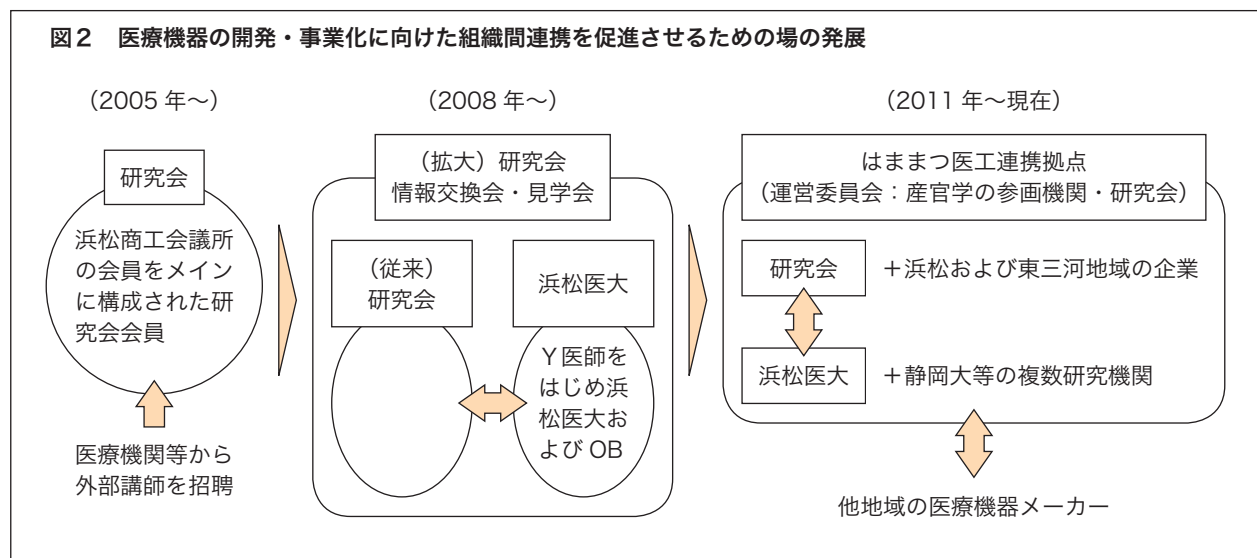 図2 医療機器の開発・事業化に向けた組織間連携を促進させるための場の発展
（2005年～）
研究会
浜松商工会議所
の会員をメイン
に構成された研
究会会員
医療機関等から
外部講師を招聘
（2008年～）
（拡大）研究会
情報交換会・見学会
（従来）
研究会
浜松医大
Y医師を
はじめ浜
松医大お
よびOB
（2011年～現在）
はままつ医工連携拠点
（運営委員会：産官学の参画機関・研究会）
研究会
＋浜松および東三河地域の企業
浜松医大
＋静岡大等の複数研究機関
他地域の医療機器メーカー